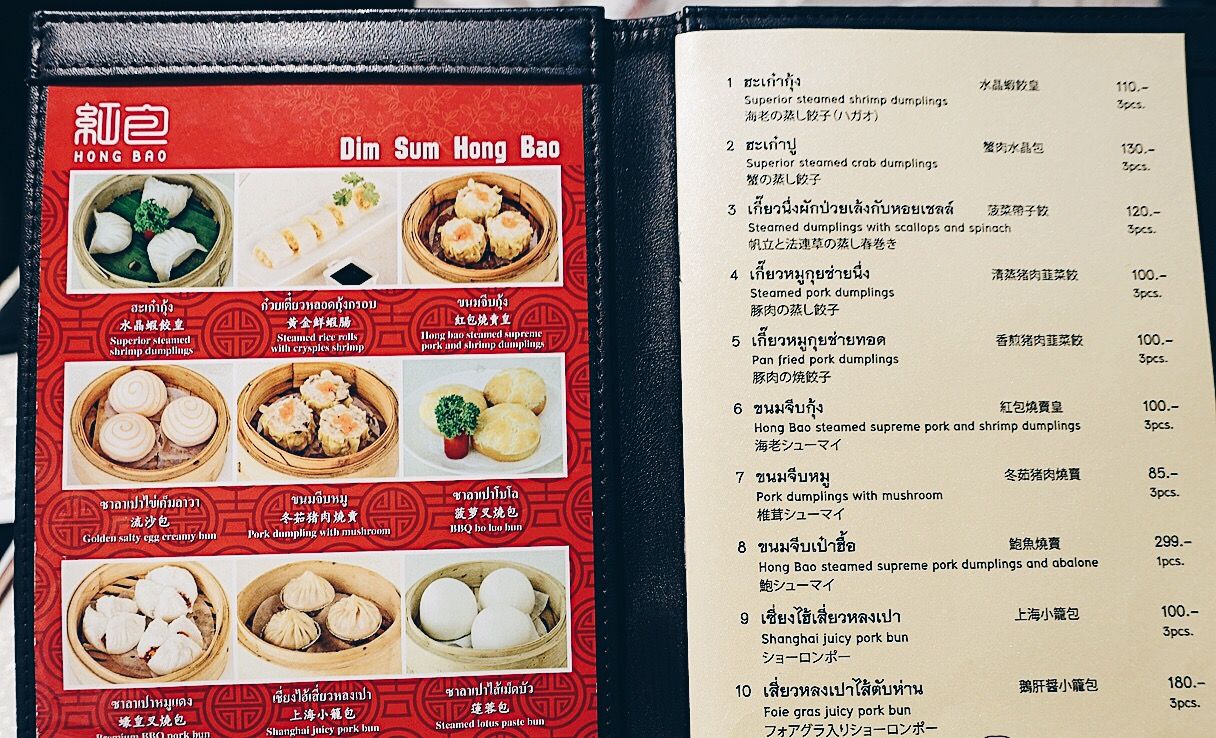 紅包
HONG BAO
Dim Sum Hong Bao
ฮะเก๋ากุ้ง
水晶蝦餃皇
Superior steamed
shrimp dumplings
ก๋วยเตี๋ยวหลอดกุ้งกรอบ
黃金鮮蝦腸
Steamed rice rolls
with cryspies shrimp
ขนมจีบกุ้ง
紅包燒賣皇
Hong bao steamed supreme
pork and shrimp dumplings
ซาลาเปาไข่เค็มลาวา
流沙包
Golden salty egg creamy bun
ขนมจีบหมู
冬茹猪肉燒賣
Pork dumpling with mushroom
ซาลาเปาโบโล
菠萝叉燒包
BBQ bo luo bun
ซาลาเปาหมูแดง
壕皇叉燒包
Premium BBQ pork bun
เซี่ยงไฮ้เสี่ยวหลงเปา
上海小籠包
Shanghai juicy pork bun
ซาลาเปาไส้เม็ดบัว
蓮蓉包
Steamed lotus paste bun
1 ฮะเก๋ากุ้ง 水晶蝦餃皇 110.-
Superior steamed shrimp dumplings 3pcs.
海老の蒸し餃子(ハガオ)
2 ฮะเก๋าปู 蟹肉水晶包 130.-
Superior steamed crab dumplings 3pcs.
蟹の蒸し餃子
3 เกี๊ยวนึ่งผักป๋วยเล้งกับหอยเชลล์ 菠菜帶子餃 120.-
Steamed dumplings with scallops and spinach 3pcs.
帆立と法連草の蒸し春巻き
4 เกี๊ยวหมูกุยช่ายนึ่ง 清蒸猪肉韮菜餃 100.-
Steamed pork dumplings 3pcs.
豚肉の蒸し餃子
5 เกี๊ยวหมูกุยช่ายทอด 香煎猪肉韮菜餃 100.-
Pan fried pork dumplings 3pcs.
豚肉の焼餃子
6 ขนมจีบกุ้ง 紅包燒賣皇 100.-
Hong Bao steamed supreme pork and shrimp dumplings 3pcs.
海老シューマイ
7 ขนมจีบหมู 冬茹猪肉燒賣 85.-
Pork dumplings with mushroom 3pcs.
椎茸シューマイ
8 ขนมจีบเป๋าฮื้อ 鮑魚燒賣 299.-
Hong Bao steamed supreme pork dumplings and abalone 1pcs.
鮑シューマイ
9 เซี่ยงไฮ้เสี่ยวหลงเปา 上海小籠包 100.-
Shanghai juicy pork bun 3pcs.
ショーロンポー
10 เสี่ยวหลงเปาไส้ตับห่าน 鵝肝醬小籠包 180.-
Foie gras juicy pork bun 3pcs.
フォアグラ入りショーロンポー